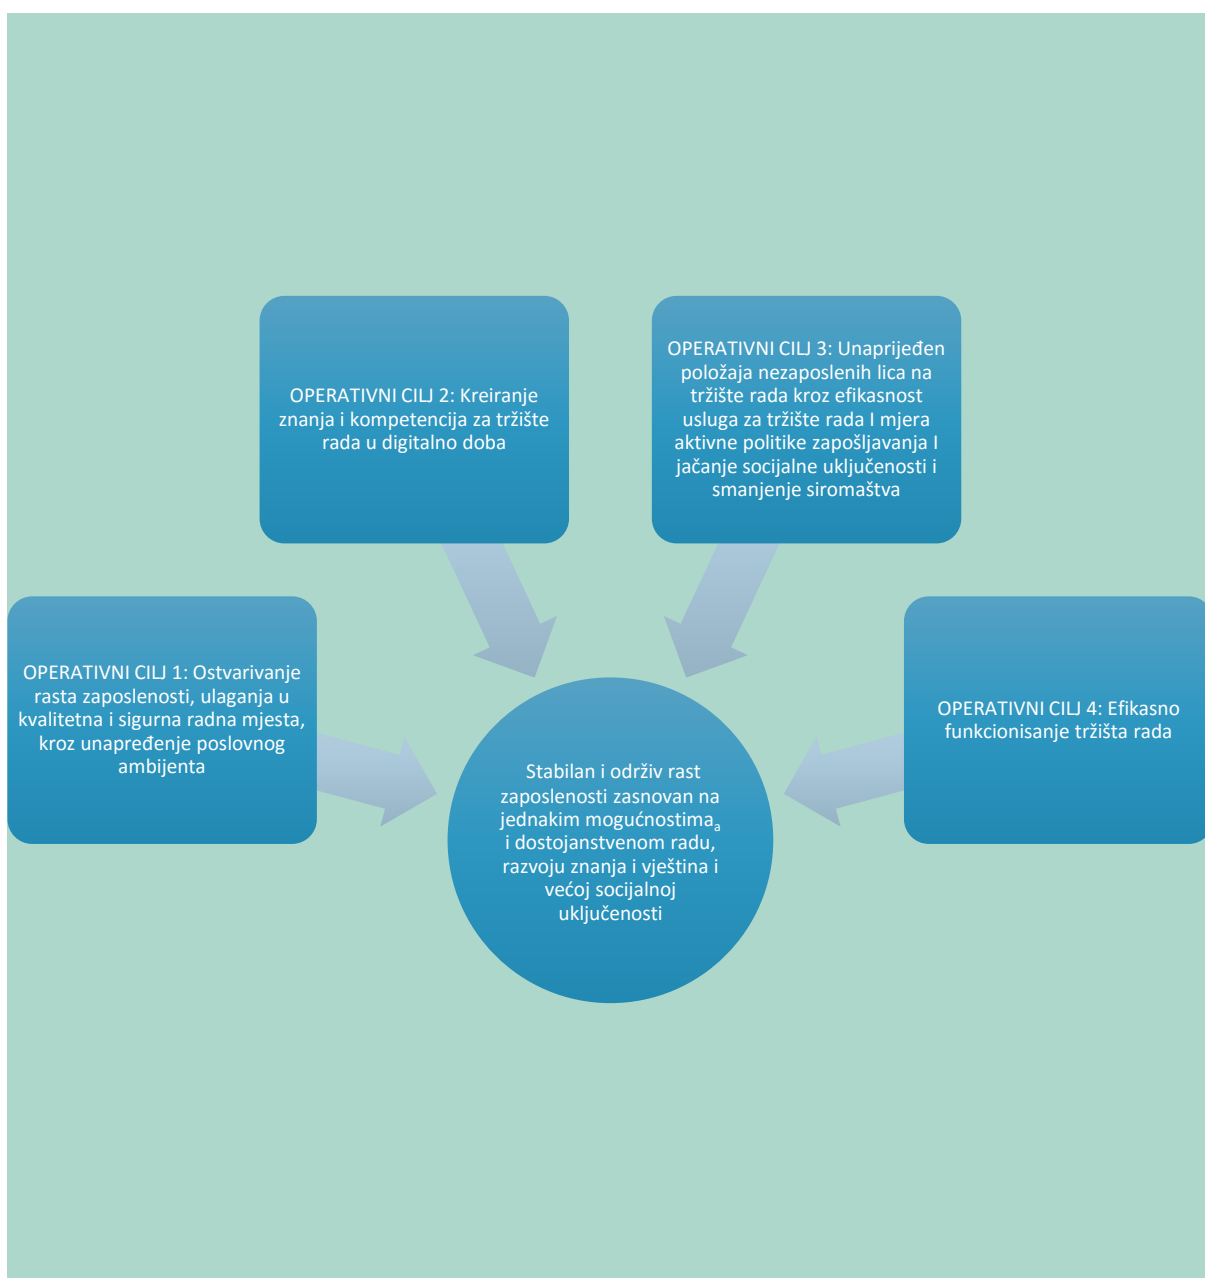 OPERATIVNI CILJ 1: Ostvarivanje
rasta zaposlenosti, ulaganja u
kvalitetna i sigurna radna mjesta,
kroz unapređenje poslovnog
ambijenta
OPERATIVNI CILJ 2: Kreiranje
znanja i kompetencija za tržište
rada u digitalno doba
OPERATIVNI CILJ 3: Unaprijeđen
položaja nezaposlenih lica na
tržište rada kroz efikasnost
usluga za tržište rada I mjera
aktivne politike zapošljavanja I
jačanje socijalne uključenosti i
smanjenje siromaštva
OPERATIVNI CILJ 4: Efikasno
funkcionisanje tržišta rada
Stabilan i održiv rast
zaposlenosti zasnovan na
jednakim mogućnostima a
i dostojanstvenom radu,
razvoju znanja i vještina i
većoj socijalnoj
uključenosti